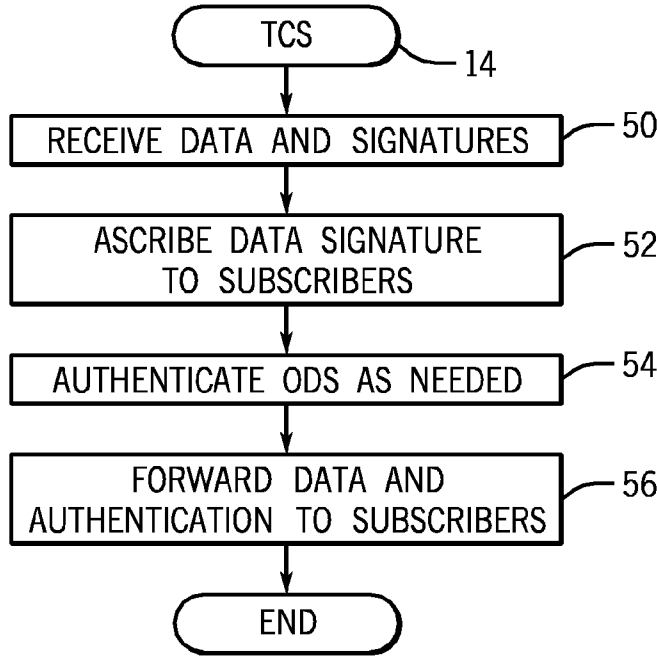 TCS
14
RECEIVE DATA AND SIGNATURES
50
ASCRIBE DATA SIGNATURE
TO SUBSCRIBERS
52
AUTHENTICATE ODS AS NEEDED
54
FORWARD DATA AND
AUTHENTICATION TO SUBSCRIBERS
56
END